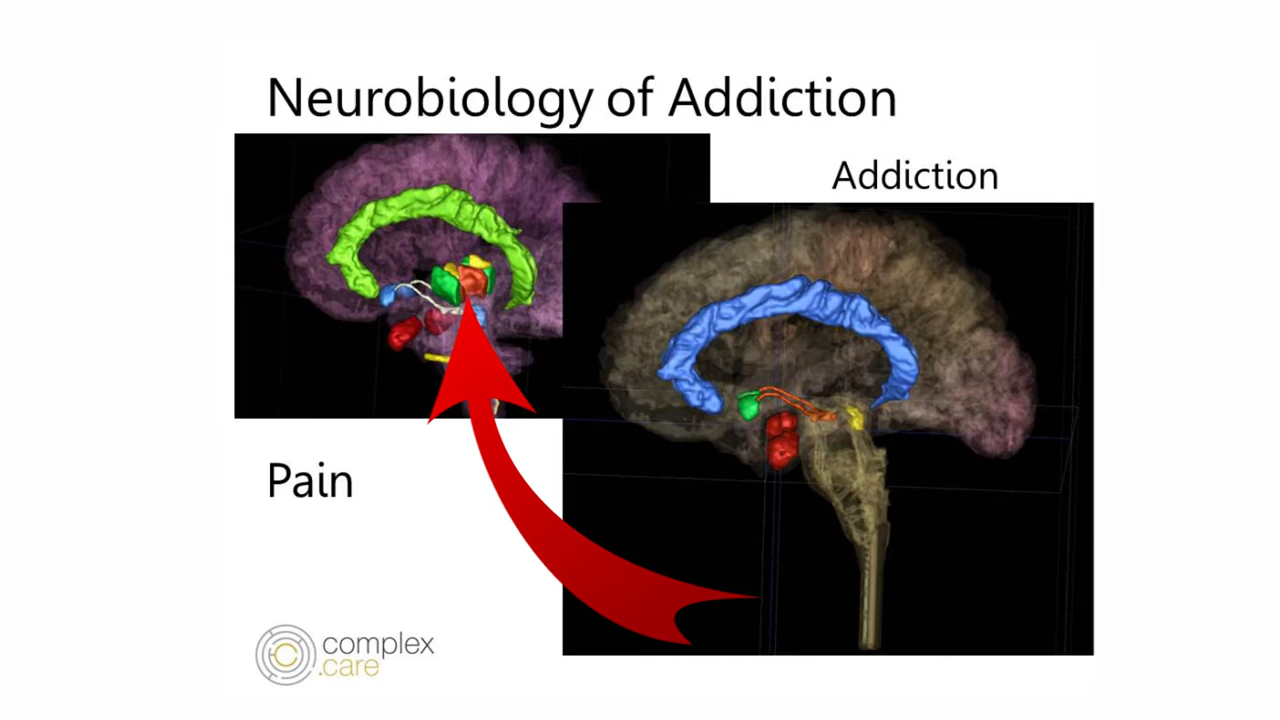 Neurobiology of Addiction
Addiction
Pain
complex
.care